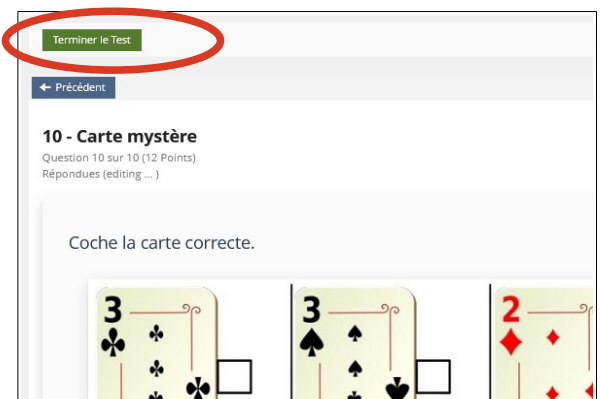 Terminer le Test
← Précédent
10 - Carte mystère
Question 10 sur 10 (12 Points)
Répondues (editing ... )
Coche la carte correcte.
3 3 2